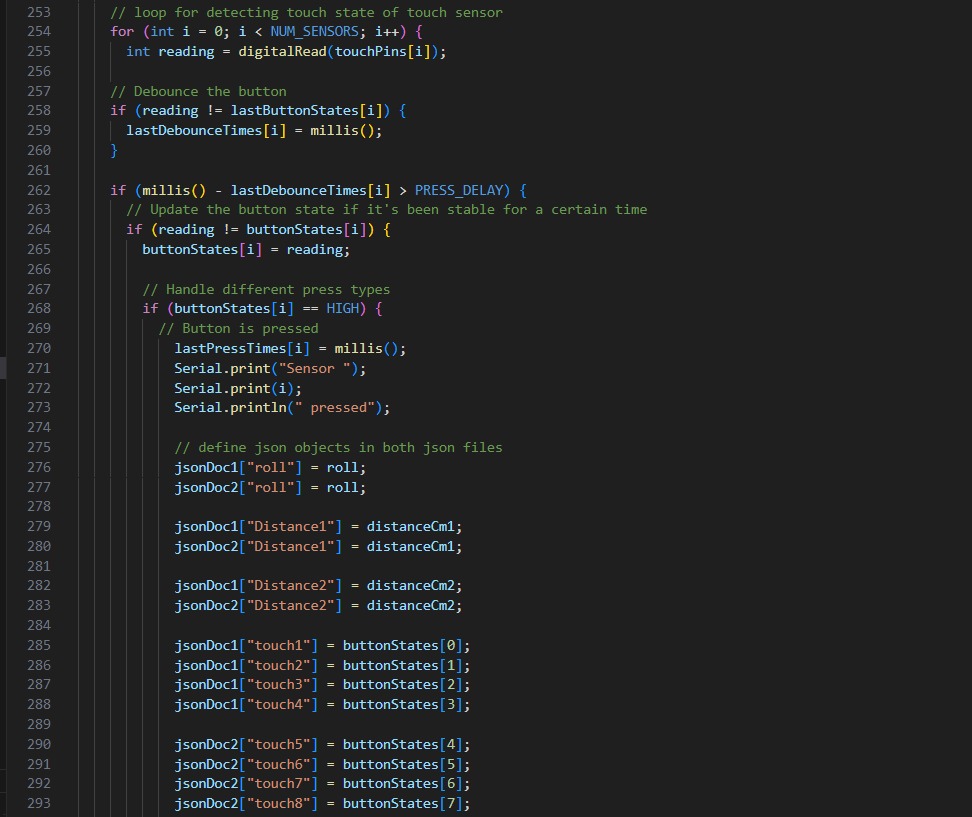 253 // loop for detecting touch state of touch sensor
254 for (int i = 0; i < NUM_SENSORS; i++) {
255 int reading = digitalRead(touchPins[i]);
256
257 // Debounce the button
258 if (reading != lastButtonStates[i]) {
259 lastDebounceTimes[i] = millis();
260 }
261
262 if (millis() - lastDebounceTimes[i] > PRESS_DELAY) {
263 // Update the button state if it's been stable for a certain time
264 if (reading != buttonStates[i]) {
265 buttonStates[i] = reading;
266
267 // Handle different press types
268 if (buttonStates[i] == HIGH) {
269 // Button is pressed
270 lastPressTimes[i] = millis();
271 Serial.print("Sensor ");
272 Serial.print(i);
273 Serial.println(" pressed");
274
275 // define json objects in both json files
276 jsonDoc1["roll"] = roll;
277 jsonDoc2["roll"] = roll;
278
279 jsonDoc1["Distance1"] = distanceCm1;
280 jsonDoc2["Distance1"] = distanceCm1;
281
282 jsonDoc1["Distance2"] = distanceCm2;
283 jsonDoc2["Distance2"] = distanceCm2;
284
285 jsonDoc1["touch1"] = buttonStates[0];
286 jsonDoc1["touch2"] = buttonStates[1];
287 jsonDoc1["touch3"] = buttonStates[2];
288 jsonDoc1["touch4"] = buttonStates[3];
289
290 jsonDoc2["touch5"] = buttonStates[4];
291 jsonDoc2["touch6"] = buttonStates[5];
292 jsonDoc2["touch7"] = buttonStates[6];
293 jsonDoc2["touch8"] = buttonStates[7];